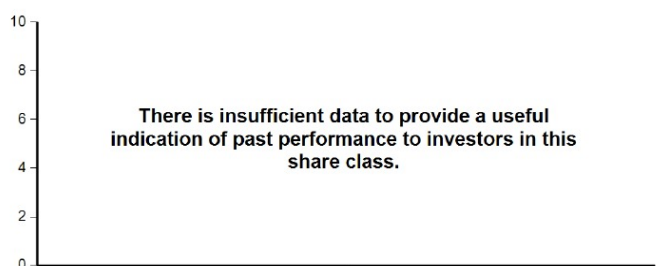 10
8
There is insufficient data to provide a useful
6
indication of past performance to investors in this
share class.
4
2
0